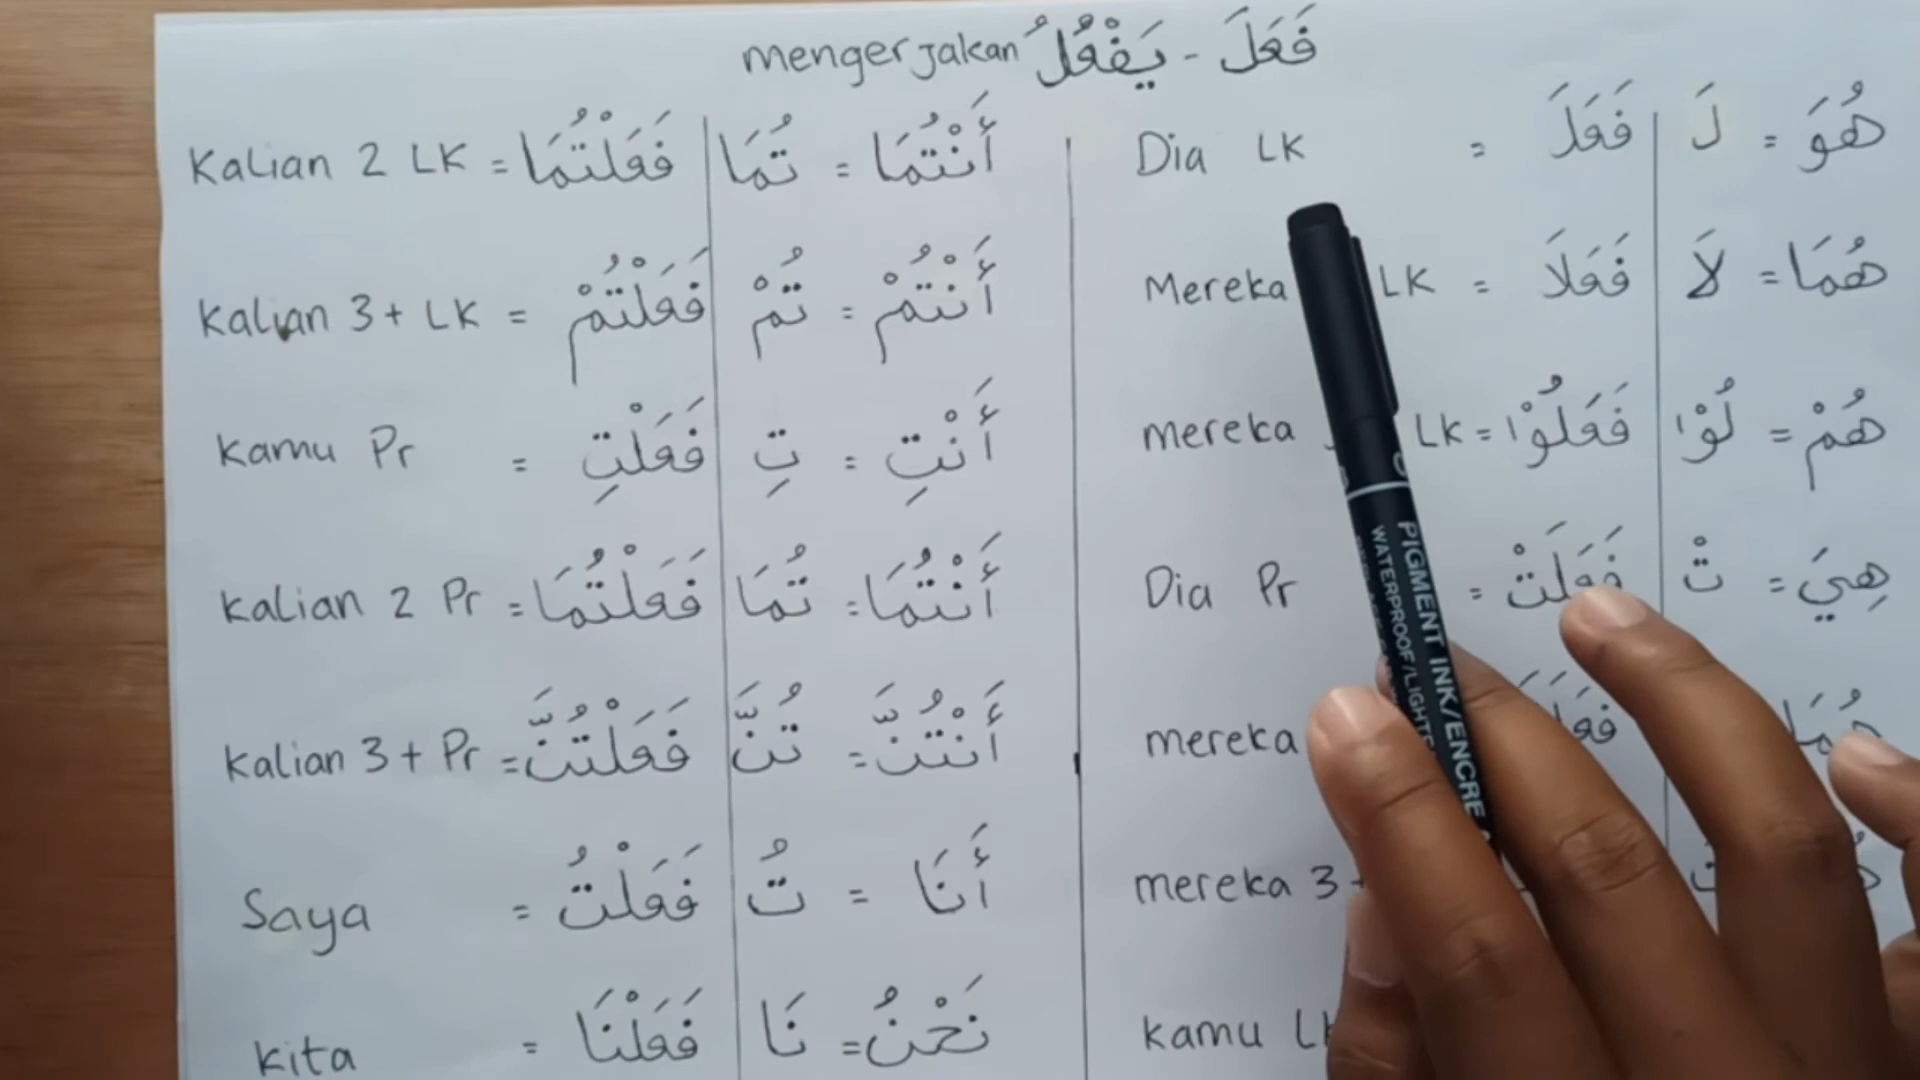 mengerjakan فَعَلَ - يَفْعُلُ
Kalian 2 LK = فَعَلْتُمَا | تُمَا = أَنْتُمَا
Kalian 3+ LK = فَعَلْتُمْ | تُمْ = أَنْتُمْ
Kamu Pr = فَعَلْتِ | تِ = أَنْتِ
Kalian 2 Pr = فَعَلْتُمَا | تُمَا = أَنْتُمَا
Kalian 3+ Pr = فَعَلْتُنَّ | تُنَّ = أَنْتُنَّ
Saya = فَعَلْتُ | تُ = أَنَا
Kita = فَعَلْنَا | نَا = نَحْنُ
Dia LK = فَعَلَ | لَ = هُوَ
Mereka LK = فَعَلَا | لَا = هُمَا
mereka LK = فَعَلُوْا | لُوْا = هُمْ
Dia Pr = فَعَلَتْ | تْ = هِيَ
mereka
mereka 3+
kamu LK
PIGMENT INK/ENCRE
WATERPROOF/LIGHT